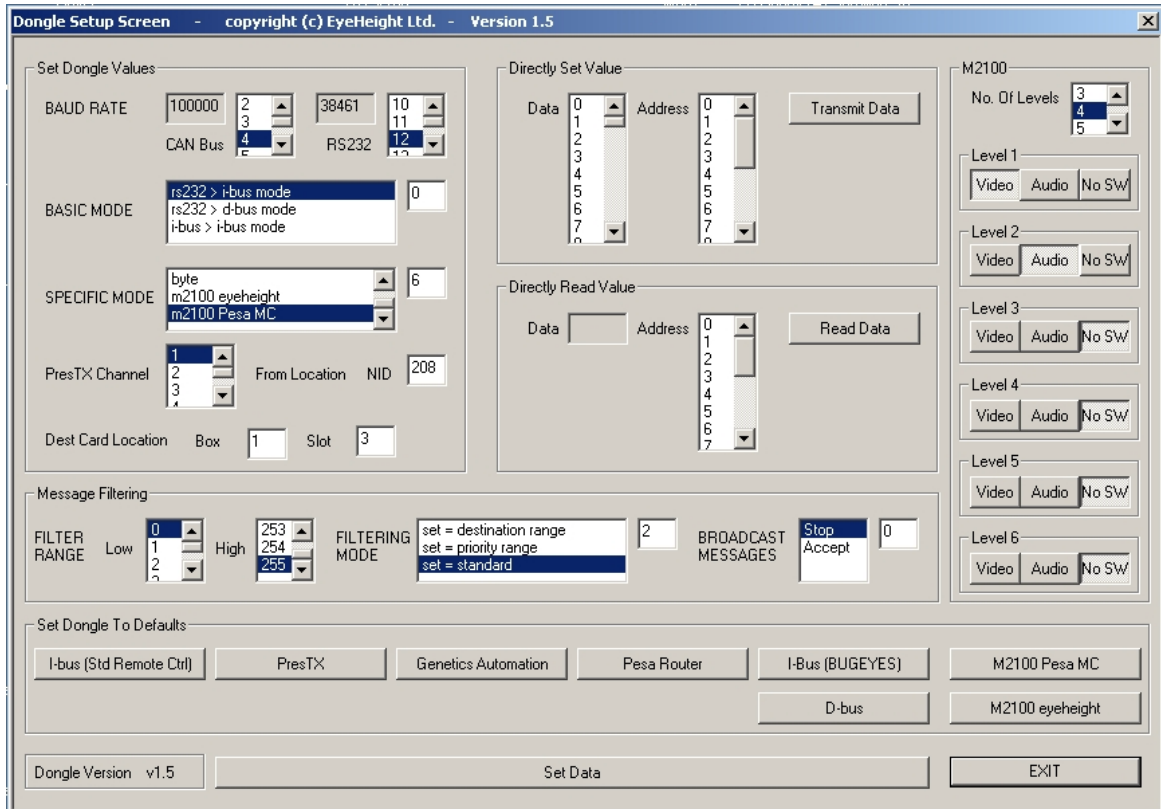 Dongle Setup Screen - copyright (c) EyeHeight Ltd. - Version 1.5
Set Dongle Values
BAUD RATE
100000
2
3
4
5
38461
10
11
12
13
CAN Bus
RS232
BASIC MODE
rs232 > i-bus mode
rs232 > d-bus mode
i-bus > i-bus mode
0
SPECIFIC MODE
byte
m2100 eyeheight
m2100 Pesa MC
6
PresTX Channel
1
2
3
4
From Location NID
208
Dest Card Location Box
1
Slot
3
Directly Set Value
Data
0
1
2
3
4
5
6
7
Address
0
1
2
3
4
5
6
7
Transmit Data
Directly Read Value
Data
Address
0
1
2
3
4
5
6
7
Read Data
M2100
No. Of Levels
3
4
5
Level 1
Video Audio No SW
Level 2
Video Audio No SW
Level 3
Video Audio No SW
Level 4
Video Audio No SW
Level 5
Video Audio No SW
Level 6
Video Audio No SW
Message Filtering
FILTER
RANGE
Low
0
1
2
High
253
254
255
FILTERING
MODE
set = destination range
set = priority range
set = standard
2
BROADCAST
MESSAGES
Stop
Accept
0
Set Dongle To Defaults
I-bus (Std Remote Ctrl) PresTX Genetics Automation Pesa Router I-Bus (BUGEYES) M2100 Pesa MC
D-bus M2100 eyeheight
Dongle Version v1.5 Set Data EXIT